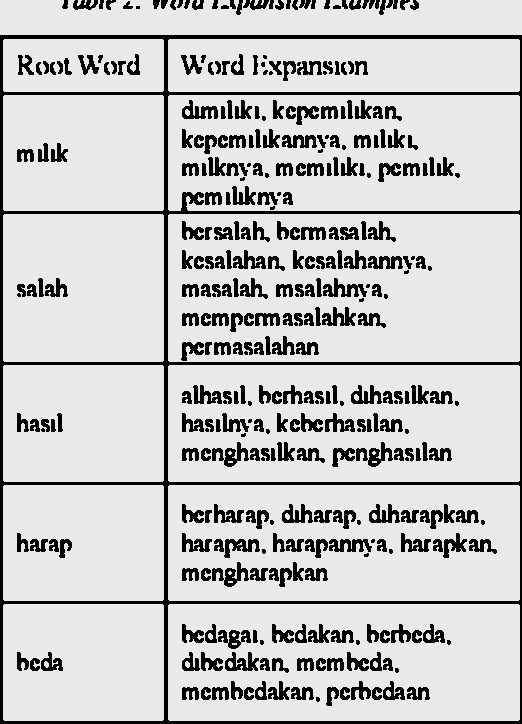 Table 2. Word Expansion Examples
Root Word
Word Expansion
milik
dimiliki, kepemilikan,
kepemilikannya, miliki,
milknya, memiliki, pemilik,
pemiliknya
salah
bersalah, bermasalah,
kesalahan, kesalahannya,
masalah, msalahnya,
mempermasalahkan,
permasalahan
hasil
alhasil, berhasil, dihasilkan,
hasilnya, keberhasilan,
menghasilkan, penghasilan
harap
berharap, diharap, diharapkan,
harapan, harapannya, harapkan,
mengharapkan
beda
bedagai, bedakan, berbeda,
dibedakan, membeda,
membedakan, perbedaan